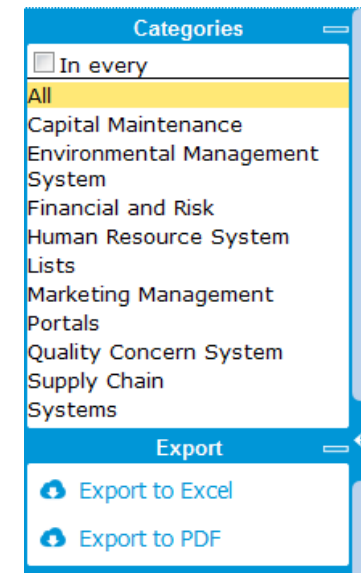 Categories
In every
All
Capital Maintenance
Environmental Management
System
Financial and Risk
Human Resource System
Lists
Marketing Management
Portals
Quality Concern System
Supply Chain
Systems
Export
Export to Excel
Export to PDF